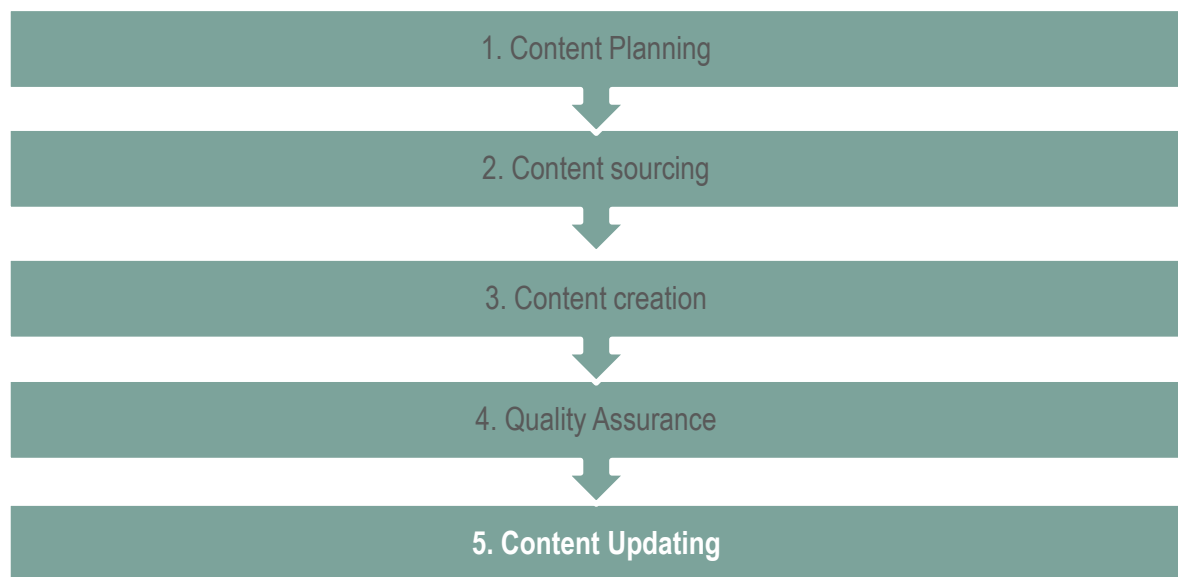 1. Content Planning
2. Content sourcing
3. Content creation
4. Quality Assurance
5. Content Updating